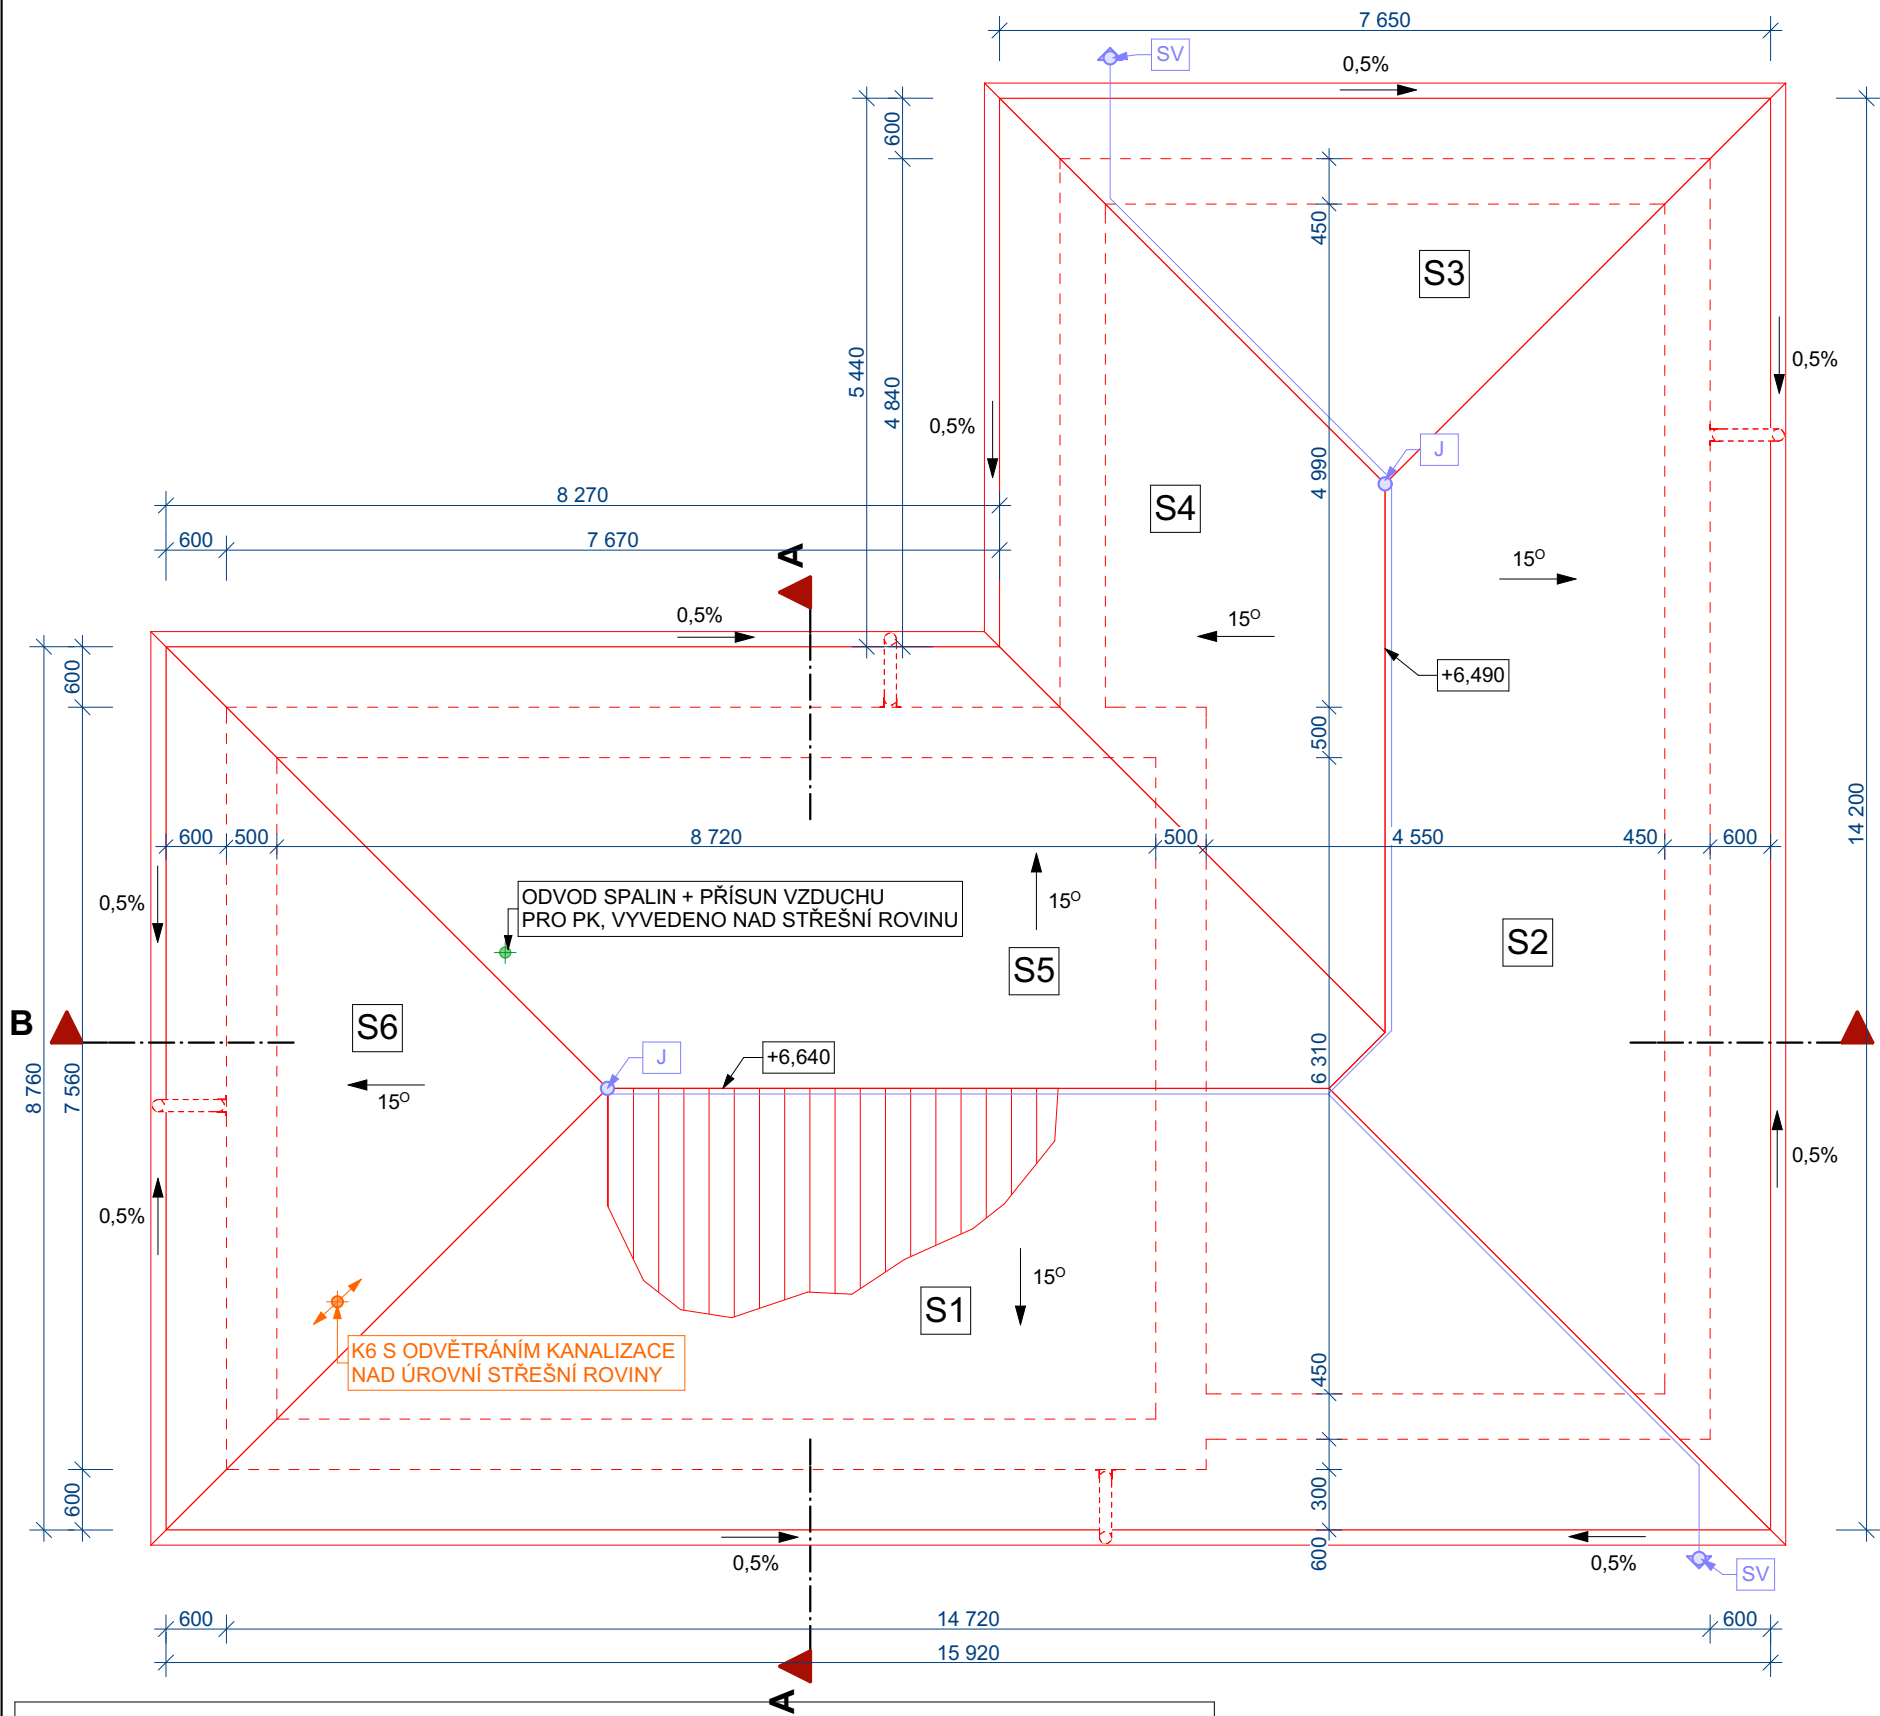 7 650
SV
0,5%
600
450
S3
5 440
4 840
0,5%
0,5%
J
4 990
8 270
S4
600
7 670
A
15°
15°
0,5%
+6,490
600
500
14 200
600
500
8 720
500
4 550
450
600
0,5%
ODVOD SPALIN + PŘÍSUN VZDUCHU
PRO PK, VYVEDENO NAD STŘEŠNÍ ROVINU
15°
S2
S5
B
S6
J
+6,640
6 310
8 760
7 560
15°
0,5%
0,5%
15°
S1
K6 S ODVĚTRÁNÍM KANALIZACE
NAD ÚROVNÍ STŘEŠNÍ ROVINY
450
600
300
600
0,5%
0,5%
SV
600
14 720
600
15 920
A